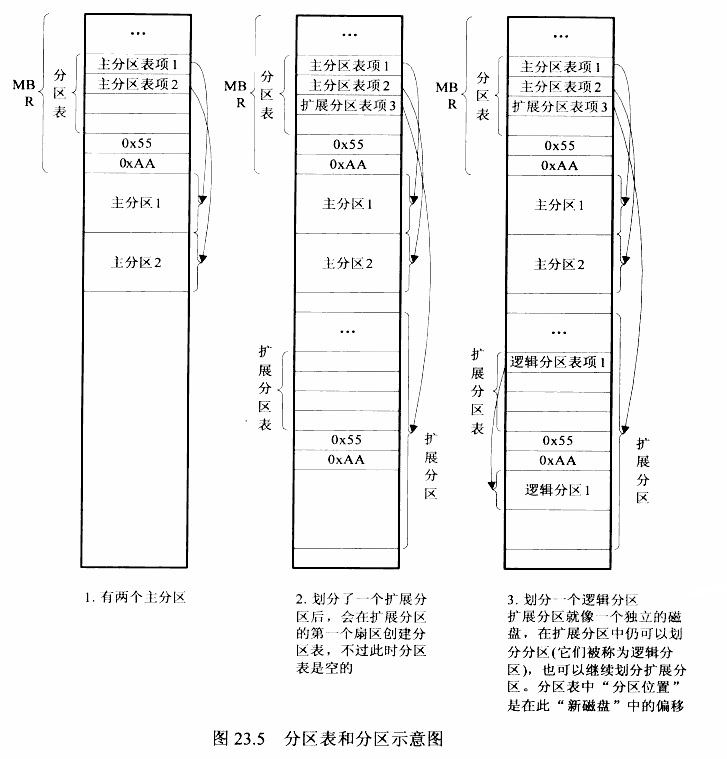 ...
主分区表项1
主分区表项2
0x55
0xAA
主分区1
主分区2
MB
R
分
区
表
1. 有两个主分区
...
主分区表项1
主分区表项2
扩展分区表项3
0x55
0xAA
主分区1
主分区2
...
0x55
0xAA
MB
R
分
区
表
扩
展
分
区
表
扩
展
分
区
2. 划分了一个扩展分
区后，会在扩展分区
的第一个扇区创建分
区表，不过此时分区
表是空的
...
主分区表项1
主分区表项2
扩展分区表项3
0x55
0xAA
主分区1
主分区2
...
逻辑分区表项1
0x55
0xAA
逻辑分区1
MB
R
分
区
表
扩
展
分
区
表
扩
展
分
区
3. 划分一个逻辑分区
扩展分区就像一个独立的磁
盘，在扩展分区中仍可以划
分分区(它们被称为逻辑分
区)，也可以继续划分扩展分
区。分区表中“分区位置”
是在此“新磁盘”中的偏移
图 23.5 分区表和分区示意图